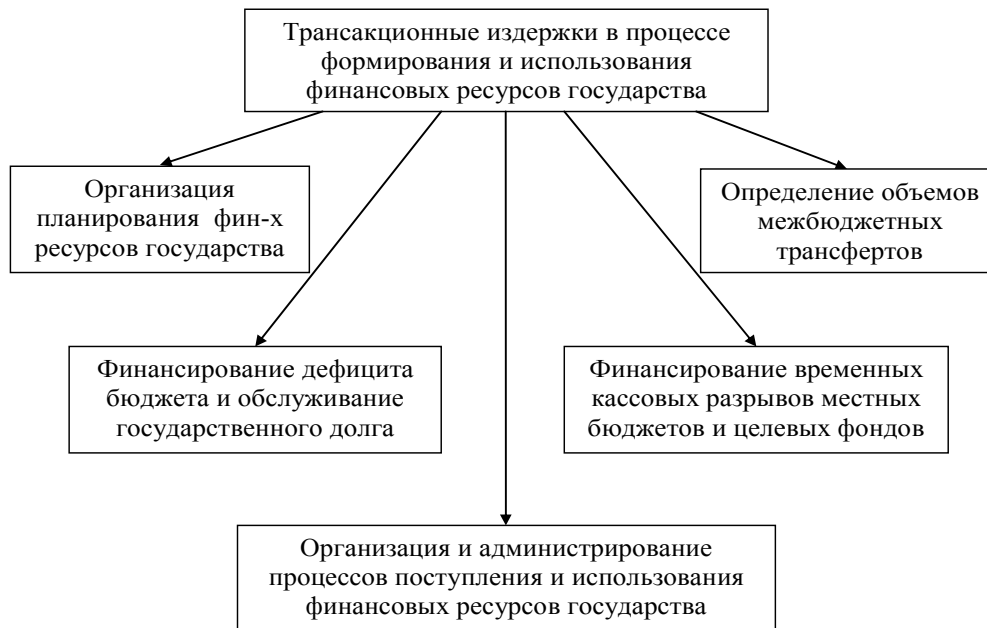 Трансакционные издержки в процессе
формирования и использования
финансовых ресурсов государства
Организация
планирования фин-х
ресурсов государства
Определение объемов
межбюджетных
трансфертов
Финансирование дефицита
бюджета и обслуживание
государственного долга
Финансирование временных
кассовых разрывов местных
бюджетов и целевых фондов
Организация и администрирование
процессов поступления и использования
финансовых ресурсов государства